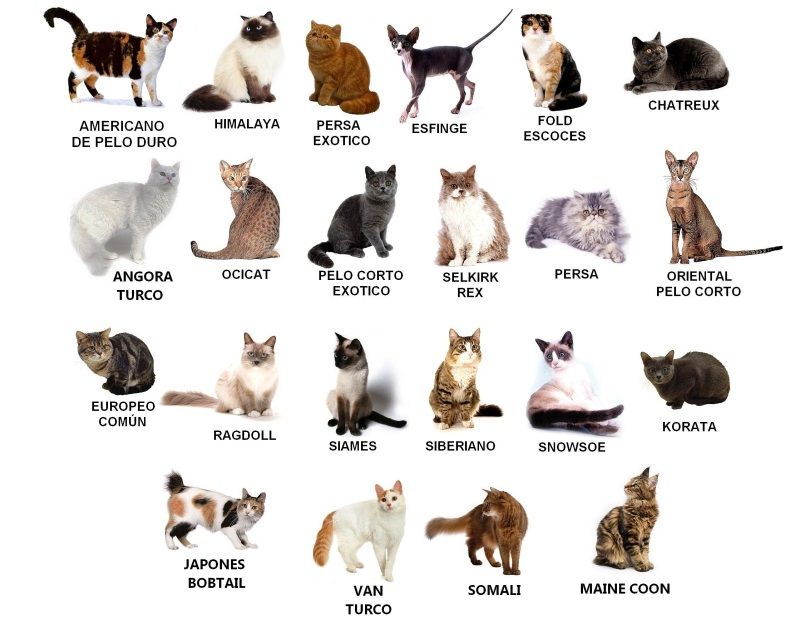 AMERICANO
DE PELO DURO
HIMALAYA
PERSA
EXOTICO
ESFINGE
FOLD
ESCOCES
CHATREUX
ANGORA
TURCO
OCICAT
PELO CORTO
EXOTICO
SELKIRK
REX
PERSA
ORIENTAL
PELO CORTO
EUROPEO
COMÚN
RAGDOLL
SIAMES
SIBERIANO
SNOWSOE
KORATA
JAPONES
BOBTAIL
VAN
TURCO
SOMALI
MAINE COON